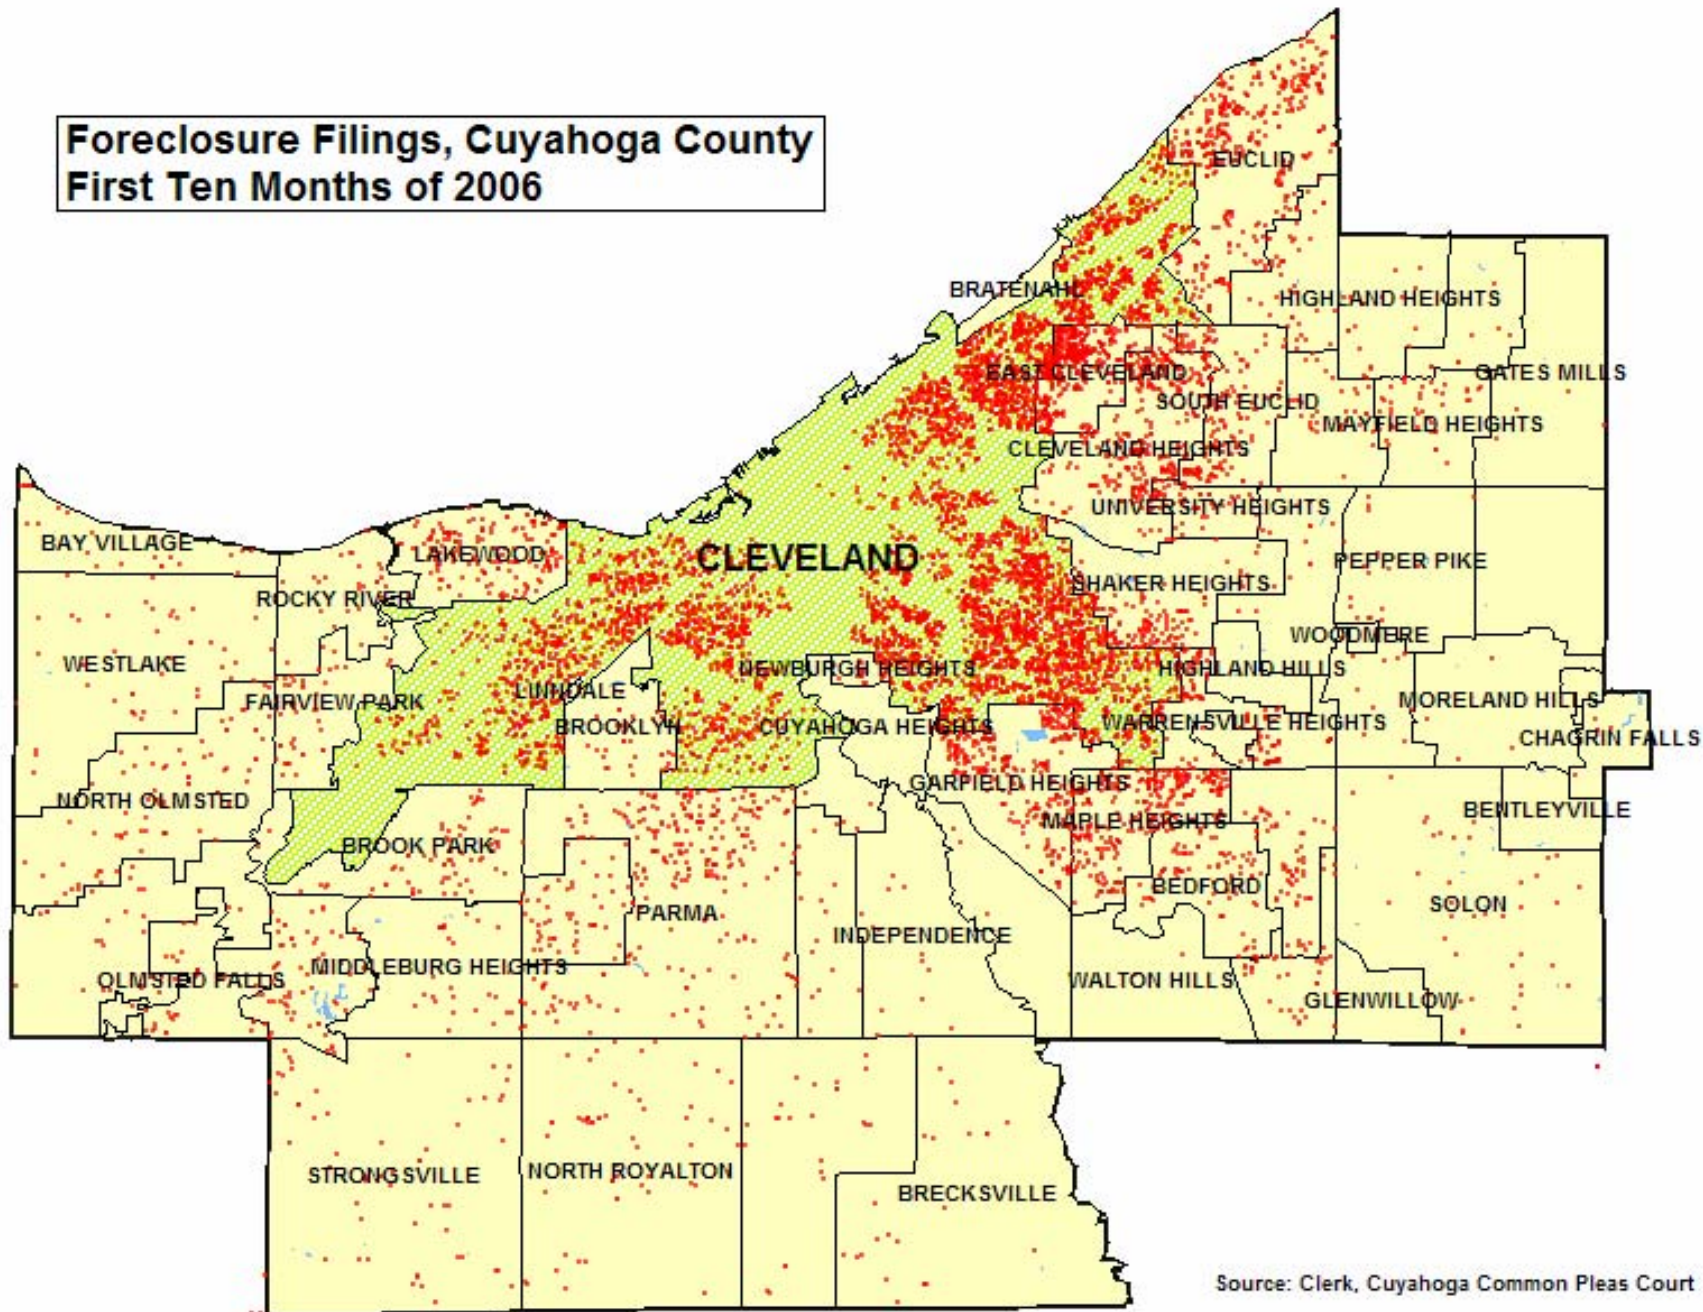 Foreclosure Filings, Cuyahoga County
First Ten Months of 2006
EUCLID
BRATENAHL
HIGHLAND HEIGHTS
EAST CLEVELAND
GATES MILLS
SOUTH EUCLID
MAYFIELD HEIGHTS
CLEVELAND HEIGHTS
UNIVERSITY HEIGHTS
BAY VILLAGE
LAKEWOOD
CLEVELAND
PEPPER PIKE
SHAKER HEIGHTS
ROCKY RIVER
WOODMERE
WESTLAKE
NEWBURGH HEIGHTS
HIGHLAND HILLS
LINNDALE
FAIRVIEW PARK
MORELAND HILLS
BROOKLYN
CUYAHOGA HEIGHTS
WARRENSVILLE HEIGHTS
CHAGRIN FALLS
GARFIELD HEIGHTS
NORTH OLMSTED
BENTLEYVILLE
MAPLE HEIGHTS
BROOK PARK
BEDFORD
SOLON
PARMA
INDEPENDENCE
MIDDLEBURG HEIGHTS
OLMSTED FALLS
WALTON HILLS
GLENWILLOW
STRONGSVILLE
NORTH ROYALTON
BRECKSVILLE
Source: Clerk, Cuyahoga Common Pleas Court